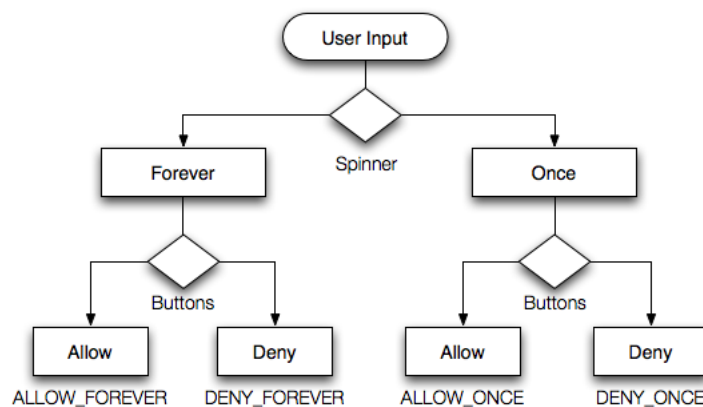 User Input
Spinner
Forever
Once
Buttons
Buttons
Allow
Deny
Allow
Deny
ALLOW_FOREVER
DENY_FOREVER
ALLOW_ONCE
DENY_ONCE